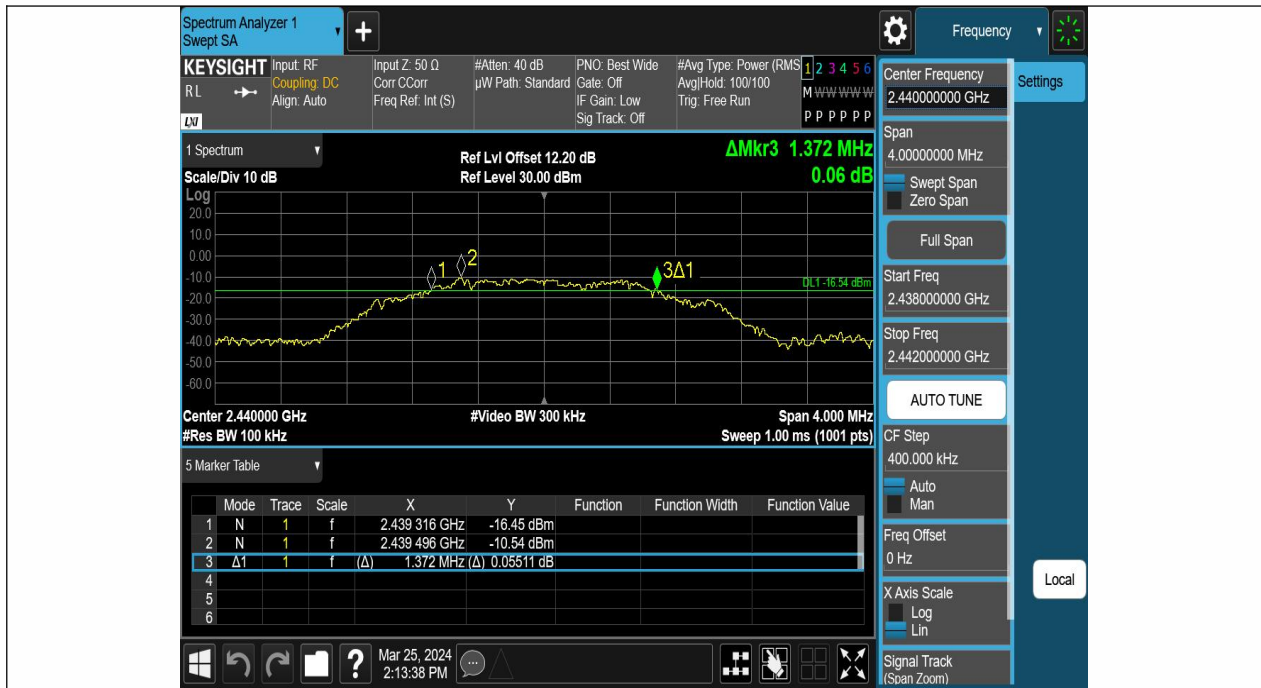 Spectrum Analyzer 1
Swept SA
+
Frequency
KEYSIGHT
RL
LXI
Input: RF
Coupling: DC
Align: Auto
Input Z: 50 Ω
Corr CCorr
Freq Ref: Int (S)
#Atten: 40 dB
µW Path: Standard
PNO: Best Wide
Gate: Off
IF Gain: Low
Sig Track: Off
#Avg Type: Power (RMS
Avg|Hold: 100/100
Trig: Free Run
1 2 3 4 5 6
M W W W W W
P P P P P P
1 Spectrum
Scale/Div 10 dB
Ref Lvl Offset 12.20 dB
Ref Level 30.00 dBm
ΔMkr3 1.372 MHz
0.06 dB
Log
20.0
10.0
0.00
-10.0
-20.0
-30.0
-40.0
-50.0
-60.0
1
2
3Δ1
DL1 -16.54 dBm
Center 2.440000 GHz
#Video BW 300 kHz
Span 4.000 MHz
#Res BW 100 kHz
Sweep 1.00 ms (1001 pts)
5 Marker Table
Mode Trace Scale X Y Function Function Width Function Value
1 N 1 f 2.439 316 GHz -16.45 dBm
2 N 1 f 2.439 496 GHz -10.54 dBm
3 Δ1 1 f (Δ) 1.372 MHz (Δ) 0.05511 dB
4
5
6
?
Mar 25, 2024
2:13:38 PM
Center Frequency
2.440000000 GHz
Settings
Span
4.00000000 MHz
Swept Span
Zero Span
Full Span
Start Freq
2.438000000 GHz
Stop Freq
2.442000000 GHz
AUTO TUNE
CF Step
400.000 kHz
Auto
Man
Freq Offset
0 Hz
X Axis Scale
Log
Lin
Local
Signal Track
(Span Zoom)